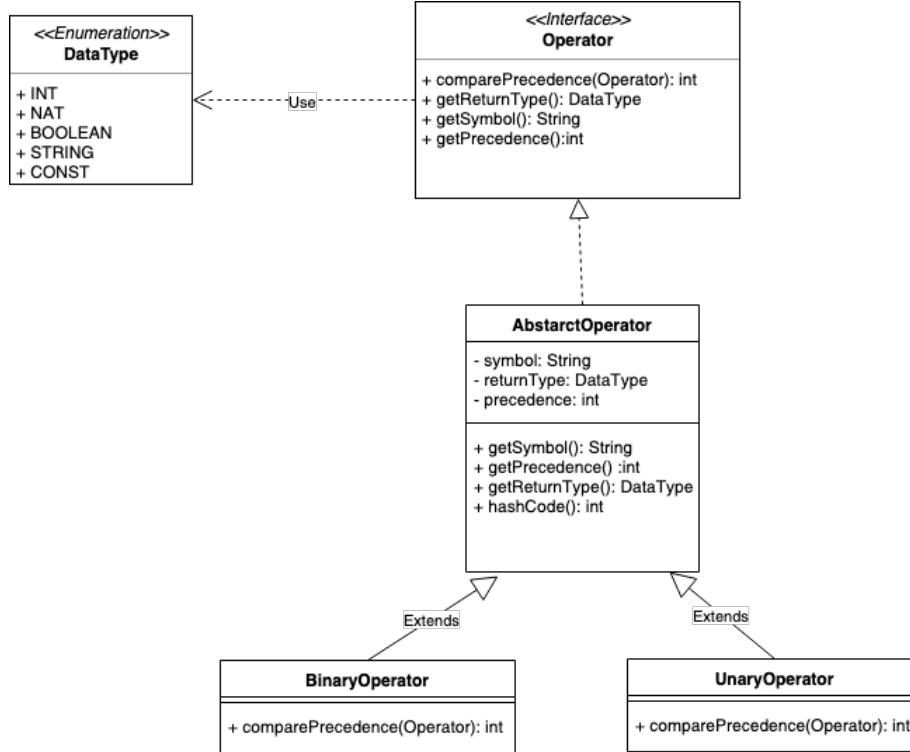 <<Enumeration>>
DataType
+ INT
+ NAT
+ BOOLEAN
+ STRING
+ CONST
Use
<<Interface>>
Operator
+ comparePrecedence(Operator): int
+ getReturnType(): DataType
+ getSymbol(): String
+ getPrecedence():int
AbstarctOperator
- symbol: String
- returnType: DataType
- precedence: int
+ getSymbol(): String
+ getPrecedence() :int
+ getReturnType(): DataType
+ hashCode(): int
Extends
Extends
BinaryOperator
+ comparePrecedence(Operator): int
UnaryOperator
+ comparePrecedence(Operator): int